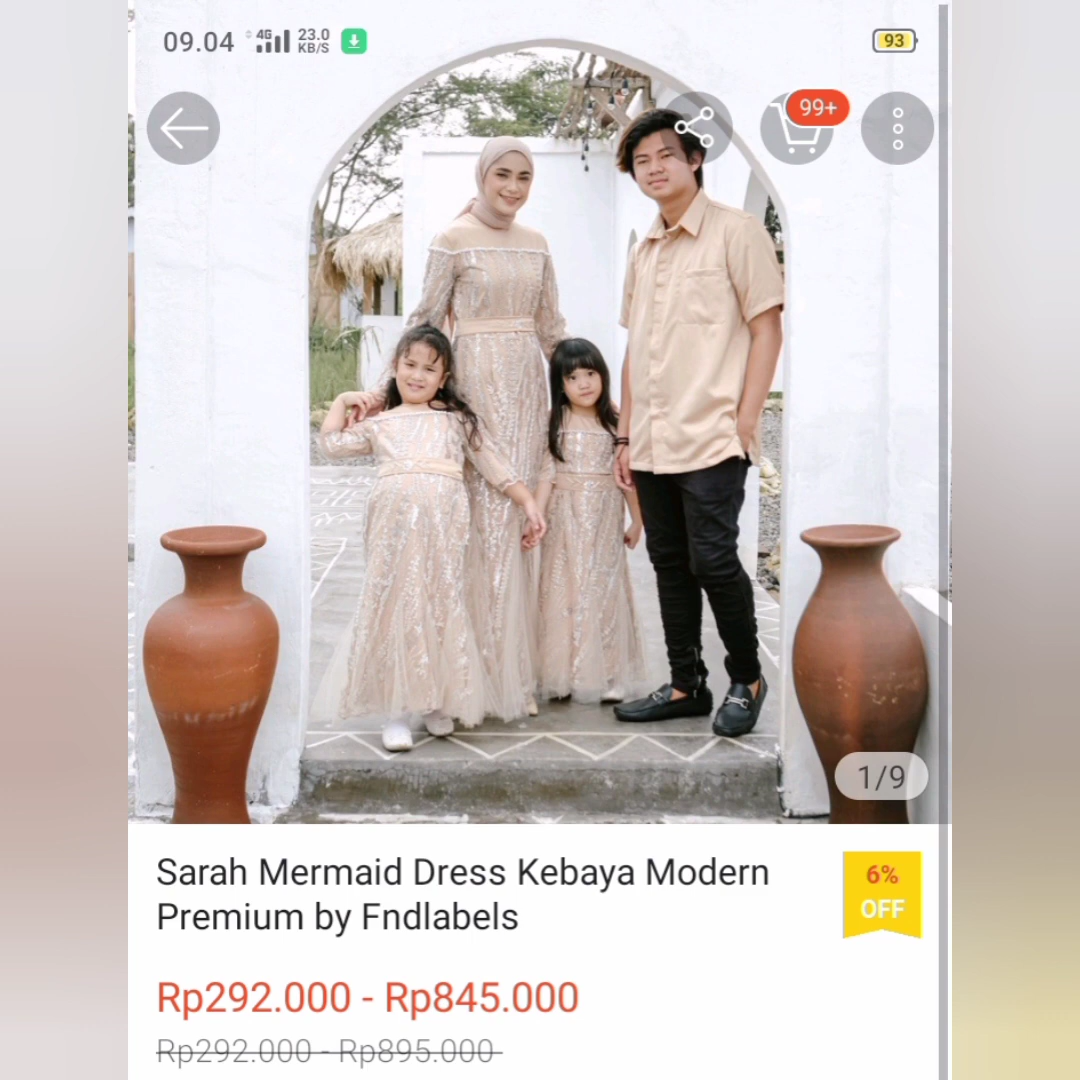 09.04
4G
23.0
KB/S
93
99+
1/9
Sarah Mermaid Dress Kebaya Modern
Premium by Fndlabels
6%
OFF
Rp292.000 - Rp845.000
Rp292.000 - Rp895.000